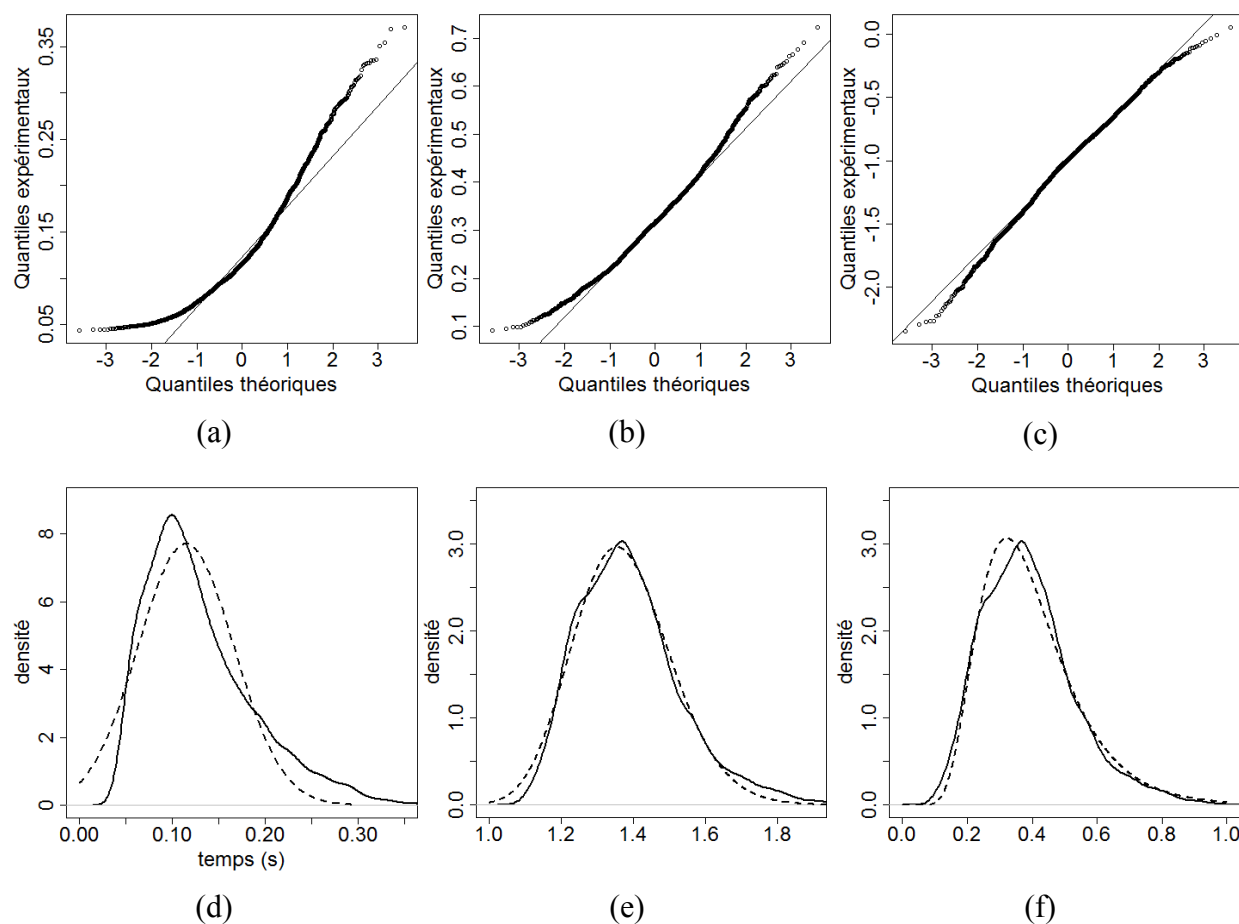 0.05 0.15 0.25 0.35
Quantiles expérimentaux
-3 -2 -1 0 1 2 3
Quantiles théoriques
(a)
0.1 0.2 0.3 0.4 0.5 0.6 0.7
Quantiles expérimentaux
-3 -2 -1 0 1 2 3
Quantiles théoriques
(b)
-2.0 -1.5 -1.0 -0.5 0.0
Quantiles expérimentaux
-3 -2 -1 0 1 2 3
Quantiles théoriques
(c)
0 2 4 6 8
densité
0.00 0.10 0.20 0.30
temps (s)
(d)
0.0 1.0 2.0 3.0
densité
1.0 1.2 1.4 1.6 1.8
(e)
0.0 1.0 2.0 3.0
densité
0.0 0.2 0.4 0.6 0.8 1.0
(f)